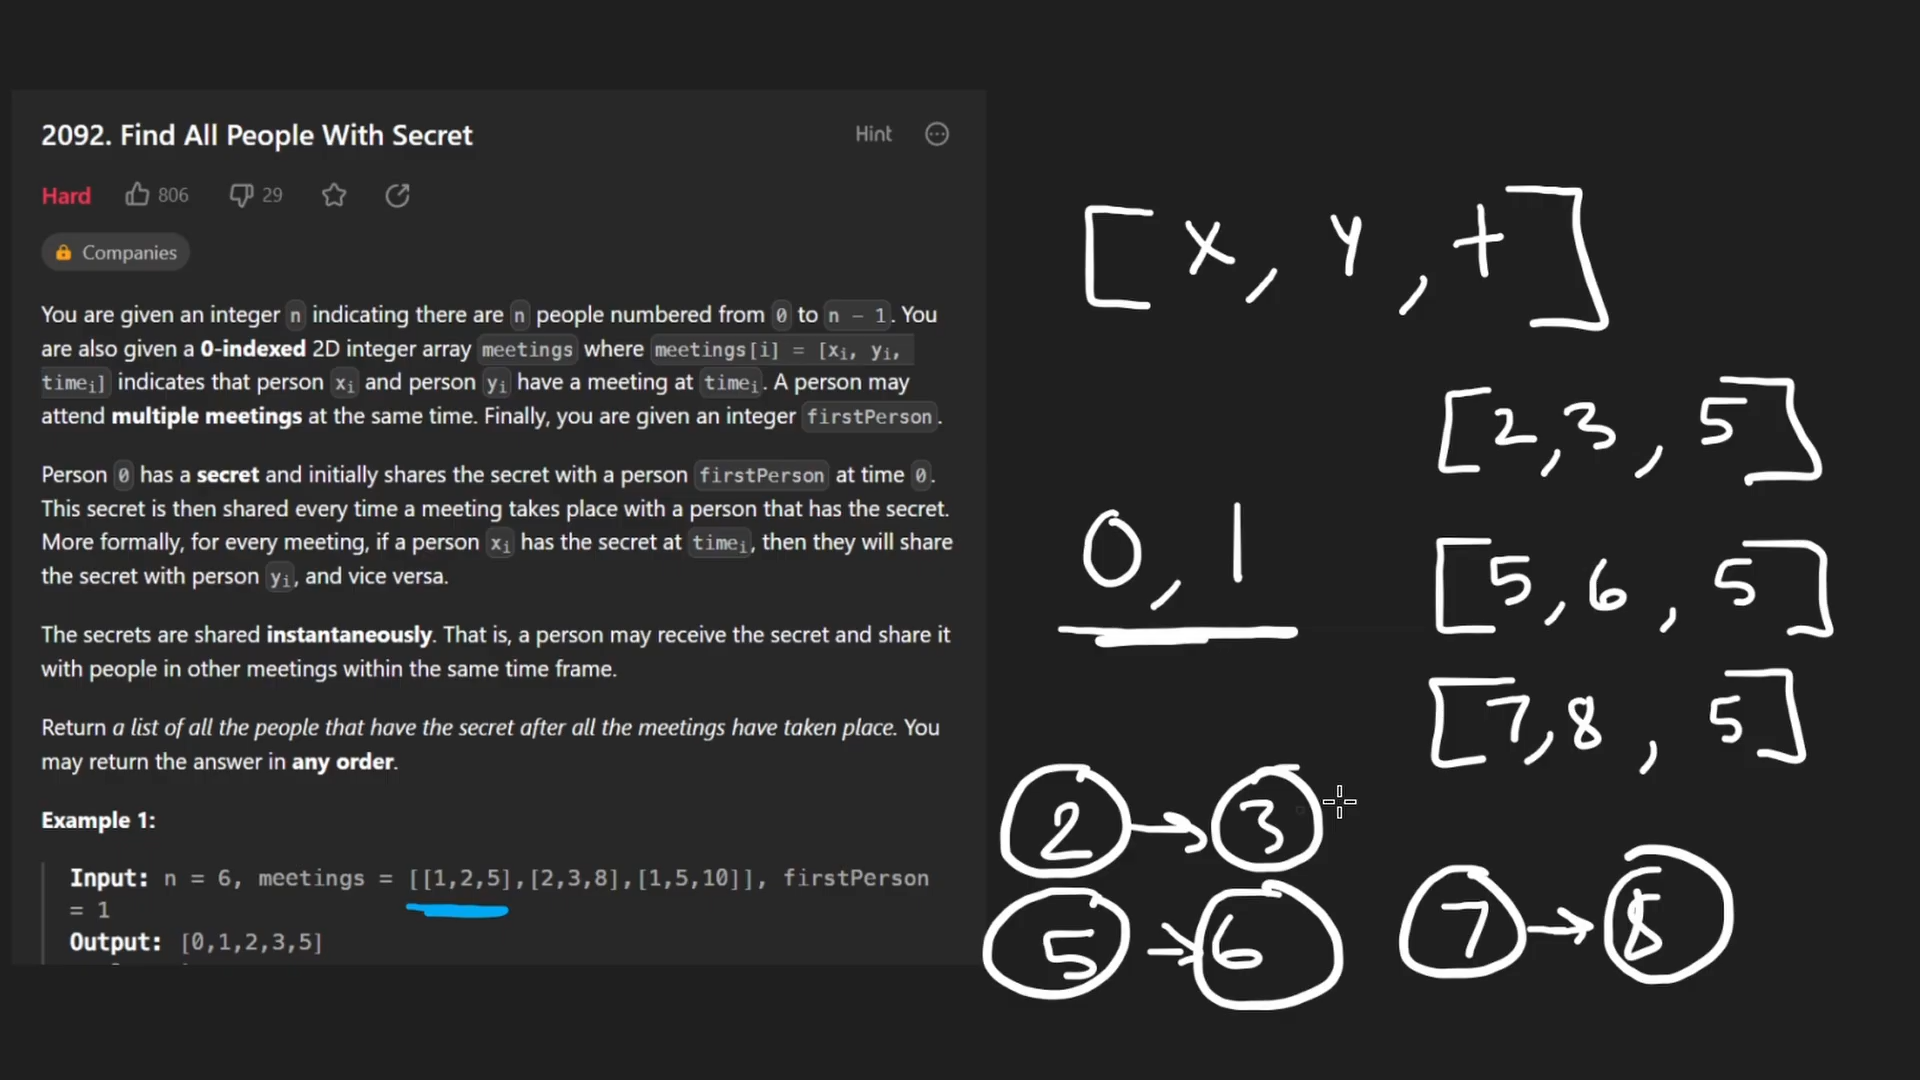 2092. Find All People With Secret
Hint
Hard 806 29
Companies
You are given an integer n indicating there are n people numbered from 0 to n - 1. You
are also given a 0-indexed 2D integer array meetings where meetings[i] = [xi, yi,
timei] indicates that person xi and person yi have a meeting at timei. A person may
attend multiple meetings at the same time. Finally, you are given an integer firstPerson.
Person 0 has a secret and initially shares the secret with a person firstPerson at time 0.
This secret is then shared every time a meeting takes place with a person that has the secret.
More formally, for every meeting, if a person xi has the secret at timei, then they will share
the secret with person yi, and vice versa.
The secrets are shared instantaneously. That is, a person may receive the secret and share it
with people in other meetings within the same time frame.
Return a list of all the people that have the secret after all the meetings have taken place. You
may return the answer in any order.
Example 1:
Input: n = 6, meetings = [[1,2,5],[2,3,8],[1,5,10]], firstPerson
= 1
Output: [0,1,2,3,5]
[x, y, t]
[2,3, 5]
0, 1
[5,6, 5]
[7,8, 5]
2 → 3
5 → 6
7 → 8